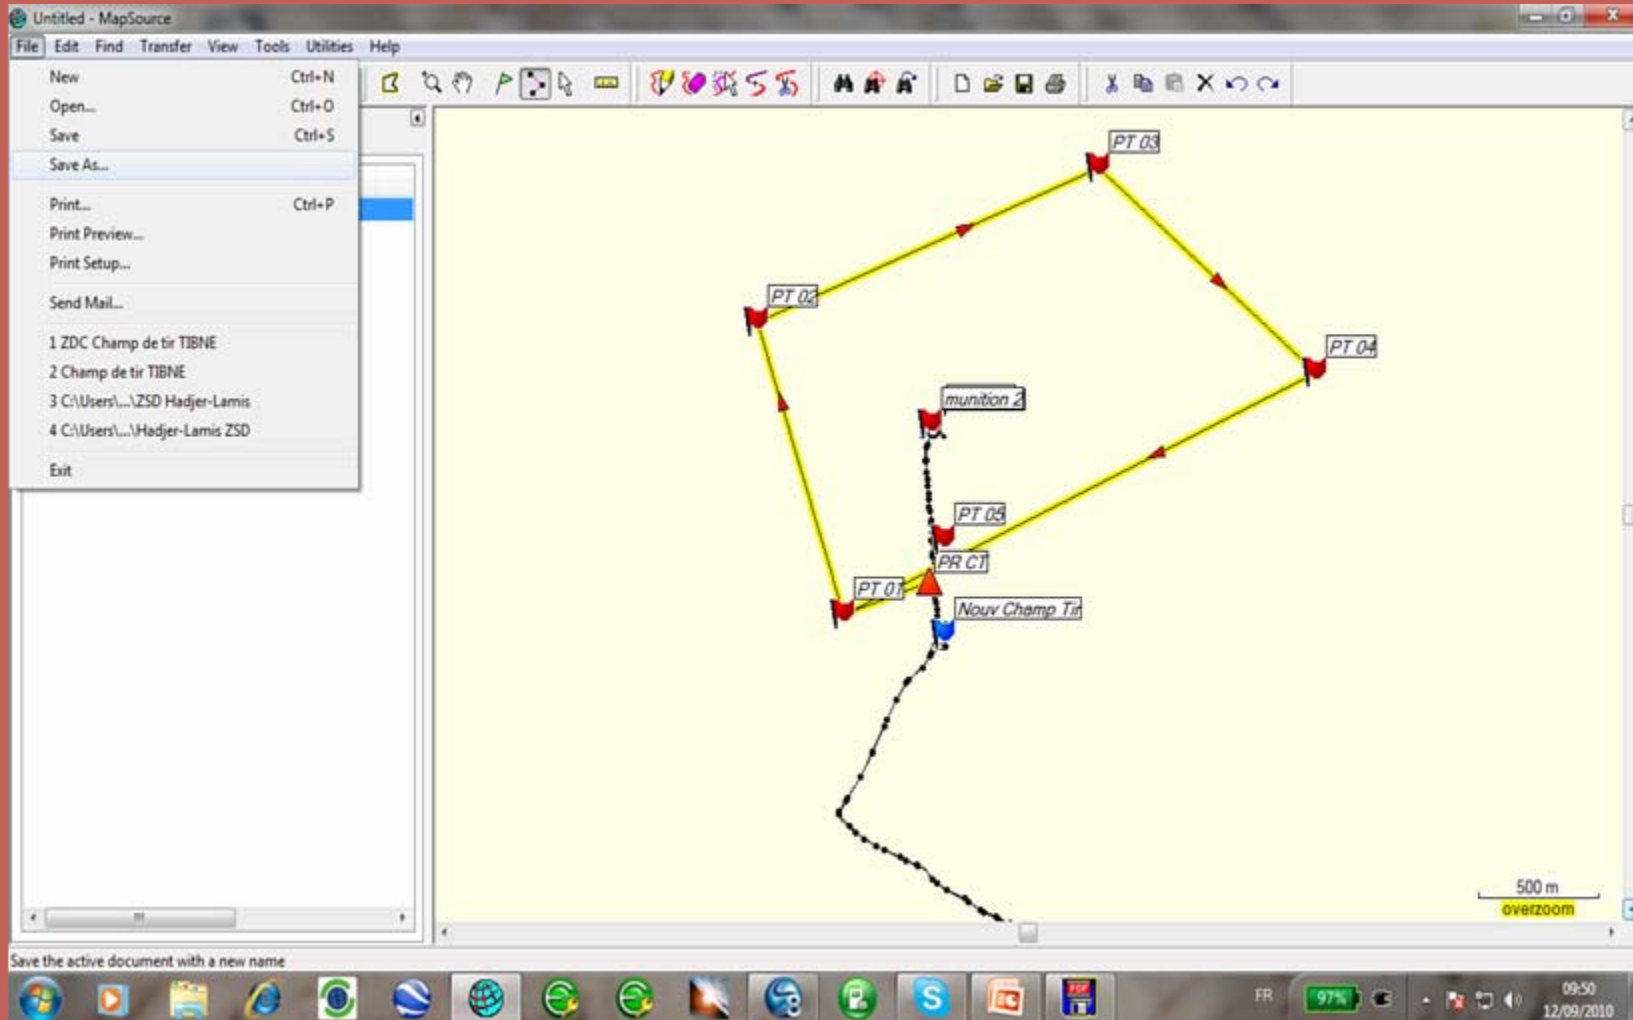 Untitled - MapSource
File Edit Find Transfer View Tools Utilities Help
New Ctrl+N
Open... Ctrl+O
Save Ctrl+S
Save As...
Print... Ctrl+P
Print Preview...
Print Setup...
Send Mail...
1 ZDC Champ de tir TIBNE
2 Champ de tir TIBNE
3 C:\Users\...\ZSD Hadjer-Lamis
4 C:\Users\...\Hadjer-Lamis ZSD
Exit
PT 03
PT 02
PT 04
munition 2
PT 05
PR CT
PT 01
Nouv Champ Tir
500 m
overzoom
Save the active document with a new name
S
PDF
FR
97%
09:50
12/09/2010